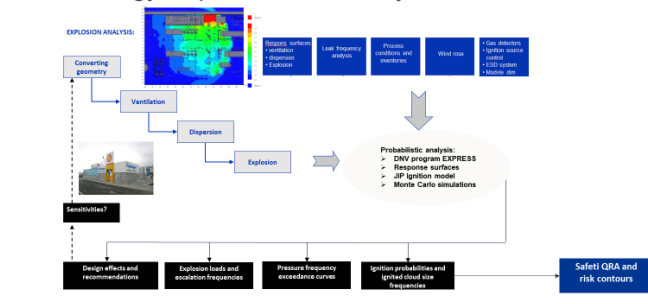 EXPLOSION ANALYSIS:
Converting
geometry
Ventilation
Dispersion
Explosion
Respons surfaces
• ventilation
• dispersion
• Explosion
Leak frequency
analysis
Process
conditions and
inventories
Wind rose
• Gas detectors
• Ignition source
control
• ESD system
• Module dim
Probabilistic analysis:
➢ DNV program EXPRESS
➢ Response surfaces
➢ JIP Ignition model
➢ Monte Carlo simulations
Sensitivities?
Design effects and
recommendations
Explosion loads and
escalation frequencies
Pressure frequency
exceedance curves
Ignition probabilities and
ignited cloud size
frequencies
Safeti QRA and
risk contours